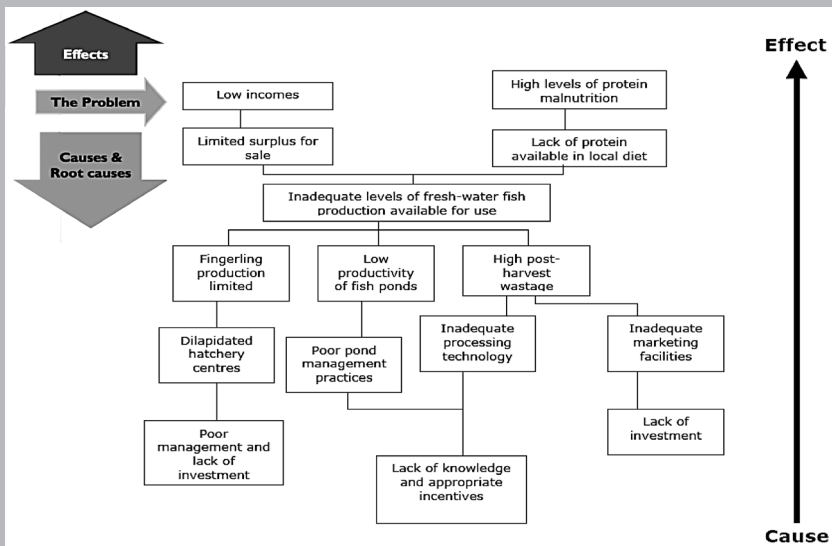 Effects
The Problem
Causes &
Root causes
Effect
Low incomes
High levels of protein
malnutrition
Limited surplus for
sale
Lack of protein
available in local diet
Inadequate levels of fresh-water fish
production available for use
Fingerling
production
limited
Low
productivity
of fish ponds
High post-
harvest
wastage
Dilapidated
hatchery
centres
Poor pond
management
practices
Inadequate
processing
technology
Inadequate
marketing
facilities
Poor
management and
lack of
investment
Lack of knowledge
and appropriate
incentives
Lack of
investment
Cause